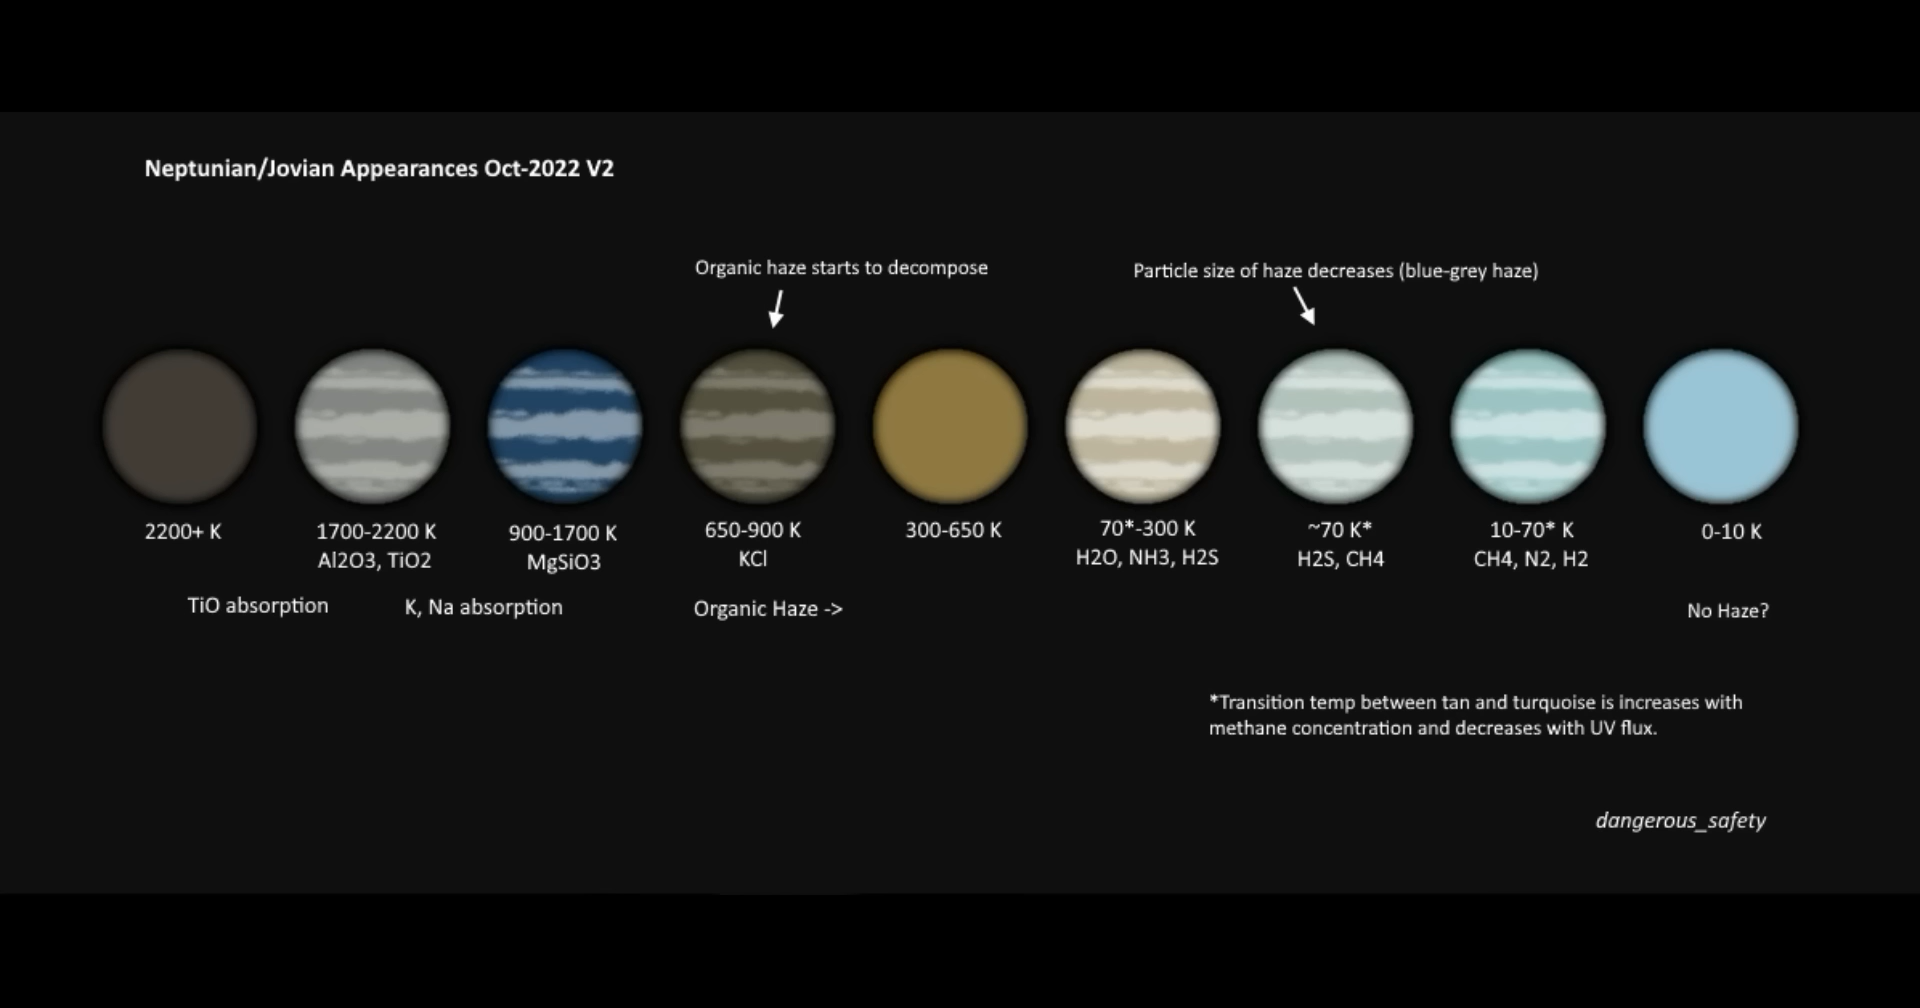 Neptunian/Jovian Appearances Oct-2022 V2
Organic haze starts to decompose
Particle size of haze decreases (blue-grey haze)
2200+ K
1700-2200 K
Al2O3, TiO2
900-1700 K
MgSiO3
650-900 K
KCl
300-650 K
70*-300 K
H2O, NH3, H2S
~70 K*
H2S, CH4
10-70* K
CH4, N2, H2
0-10 K
TiO absorption
K, Na absorption
Organic Haze ->
No Haze?
*Transition temp between tan and turquoise is increases with
methane concentration and decreases with UV flux.
dangerous_safety